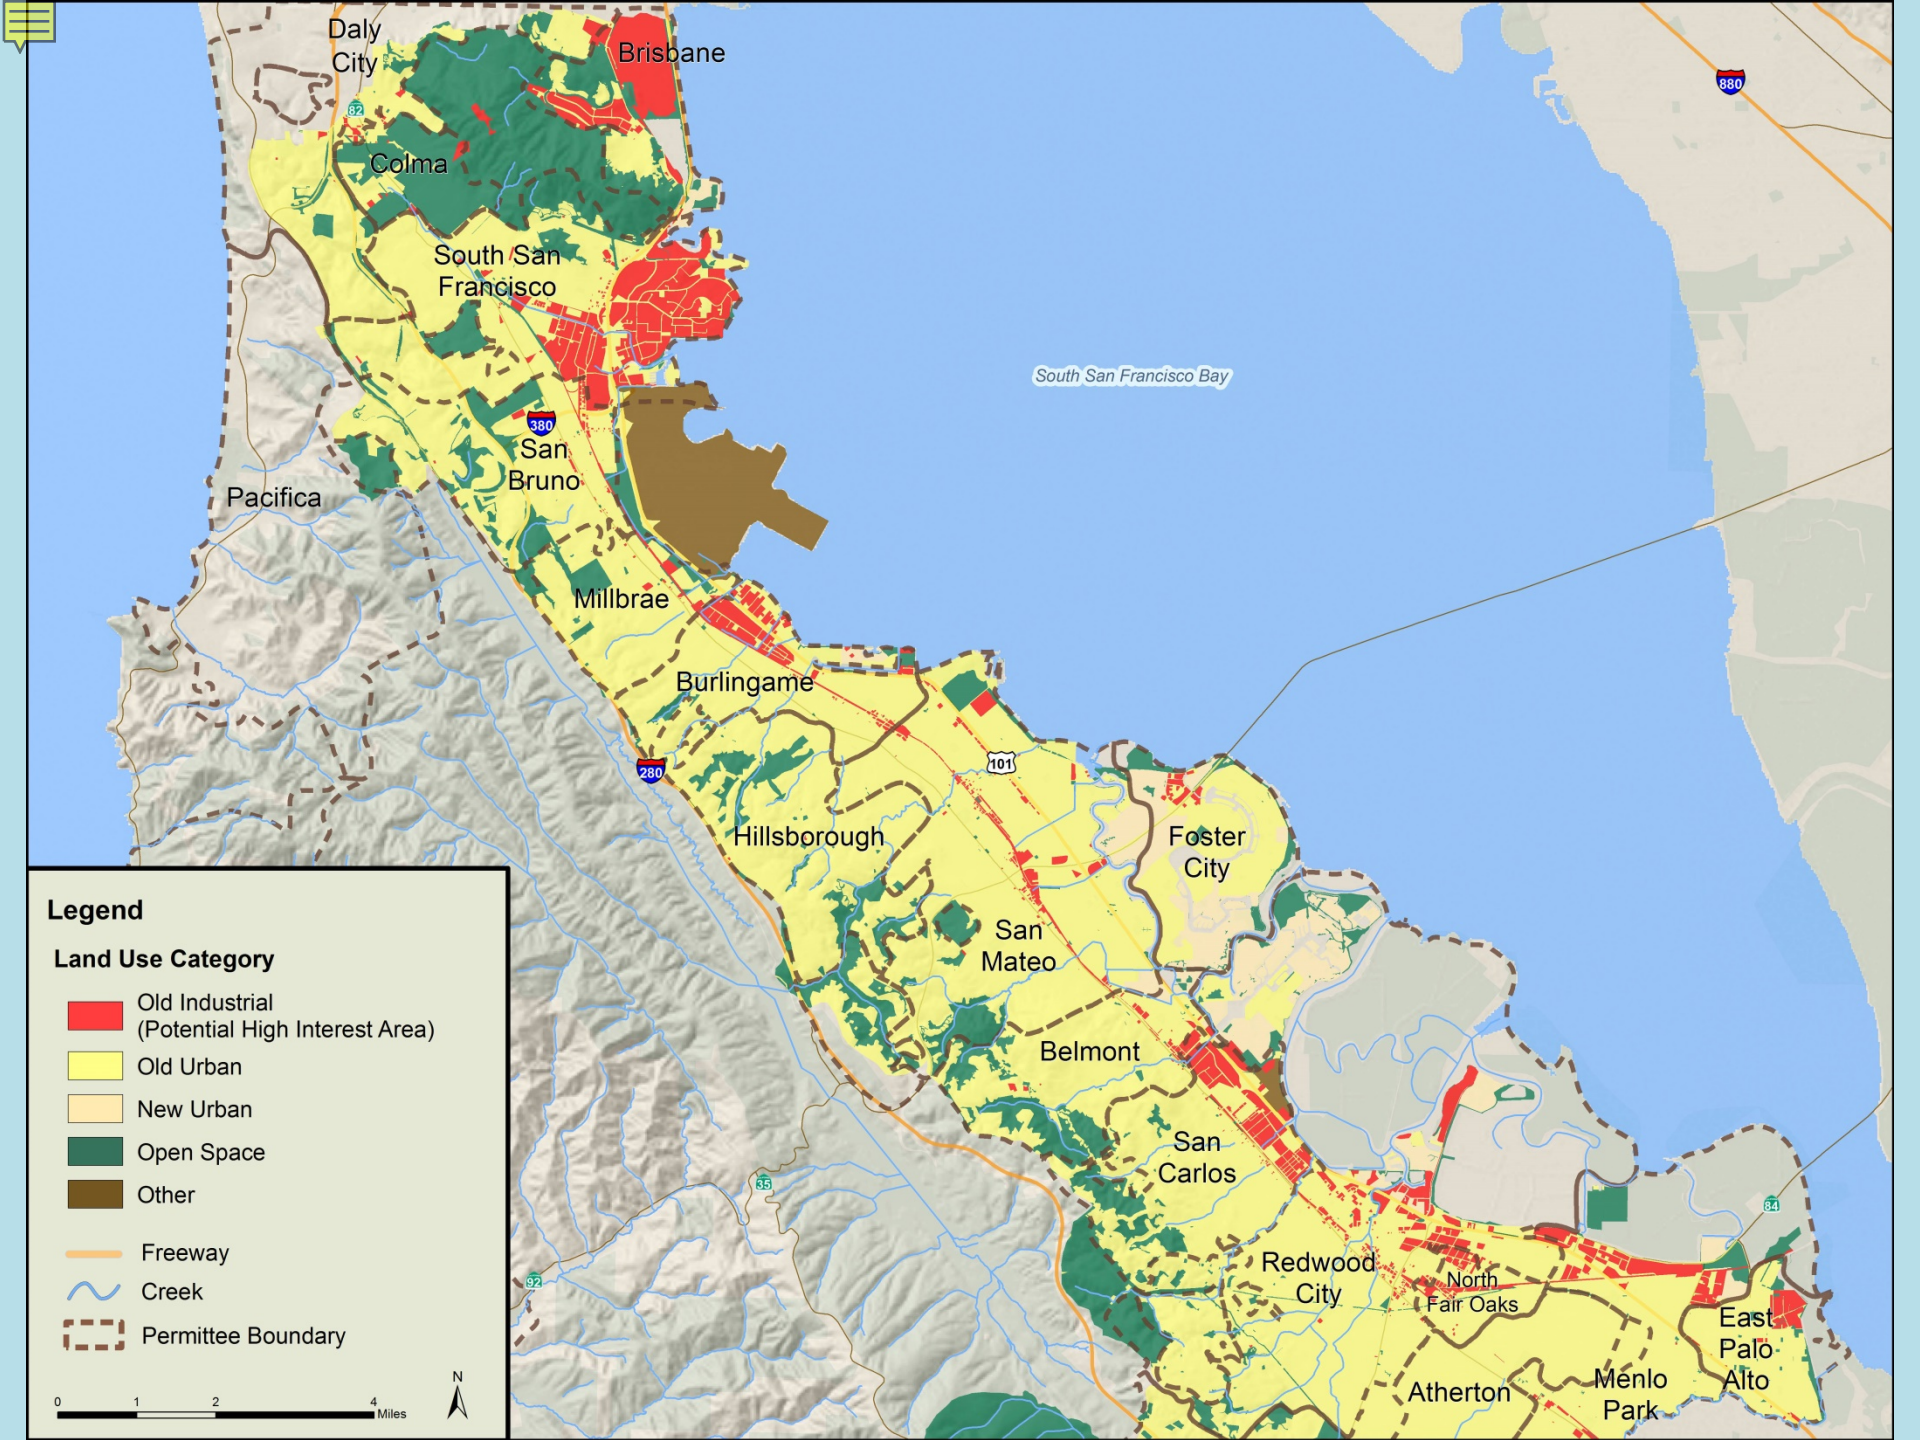 Daly
City
Brisbane
82
880
Colma
South San
Francisco
South San Francisco Bay
380
San
Bruno
Pacifica
Millbrae
Burlingame
101
280
Hillsborough
Foster
City
San
Mateo
Belmont
San
Carlos
35
84
92
Redwood
City
North
Fair Oaks
East
Palo
Alto
Atherton
Menlo
Park
Legend
Land Use Category
Old Industrial
(Potential High Interest Area)
Old Urban
New Urban
Open Space
Other
Freeway
Creek
Permittee Boundary
N
0 1 2 4
Miles